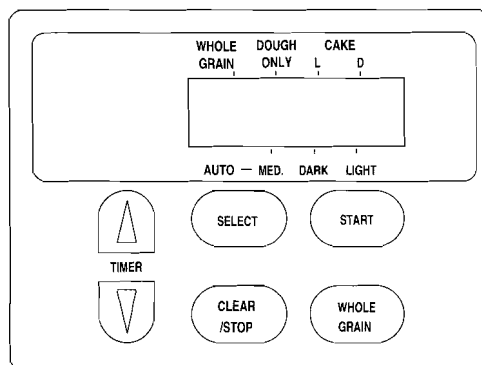 WHOLE DOUGH CAKE
GRAIN ONLY L D
AUTO — MED. DARK LIGHT
SELECT START
TIMER
CLEAR WHOLE
/STOP GRAIN